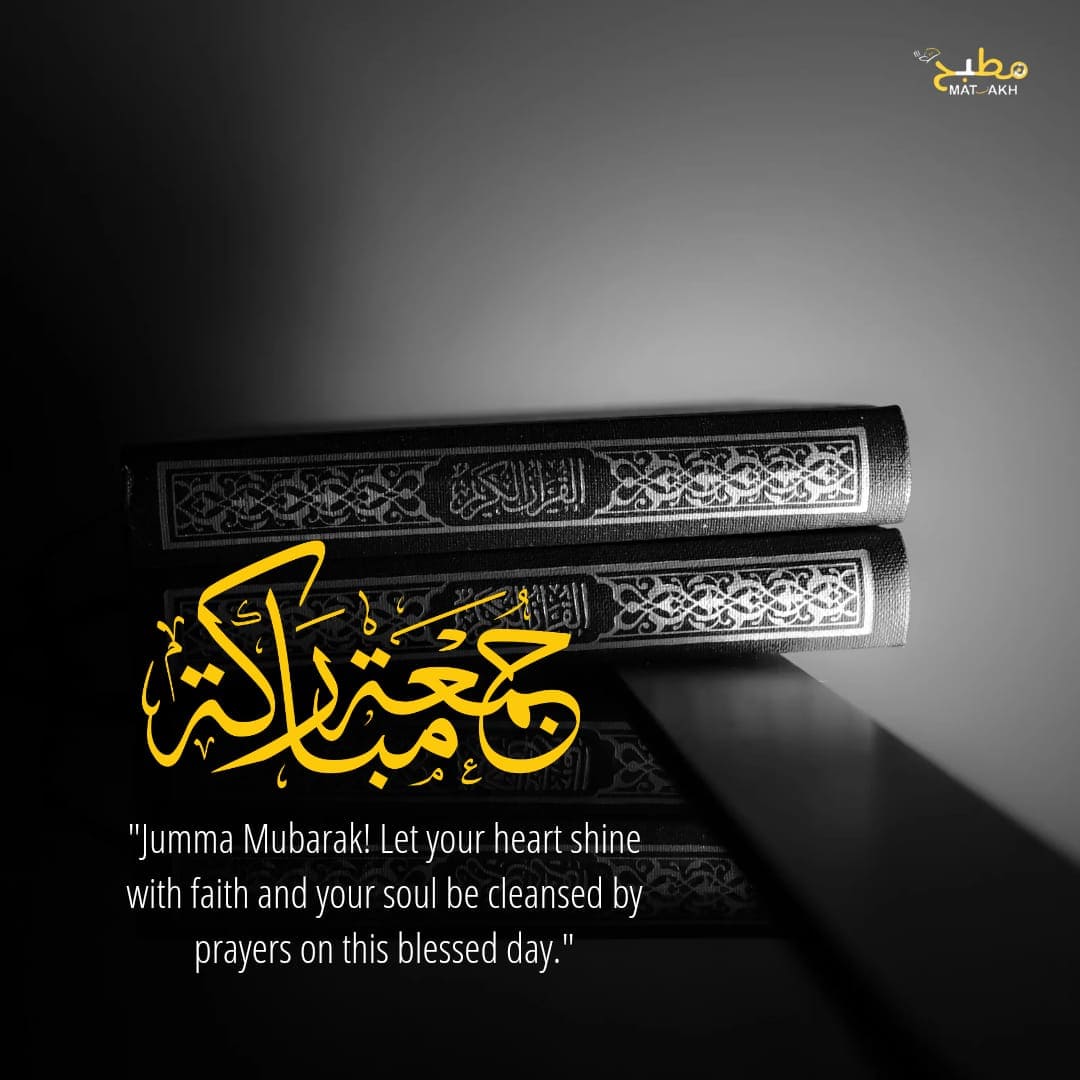 مطبخ
MAT AKH
القرآن الكريم
القرآن الكريم
جُمُعَة مباركة
"Jumma Mubarak! Let your heart shine
with faith and your soul be cleansed by
prayers on this blessed day."